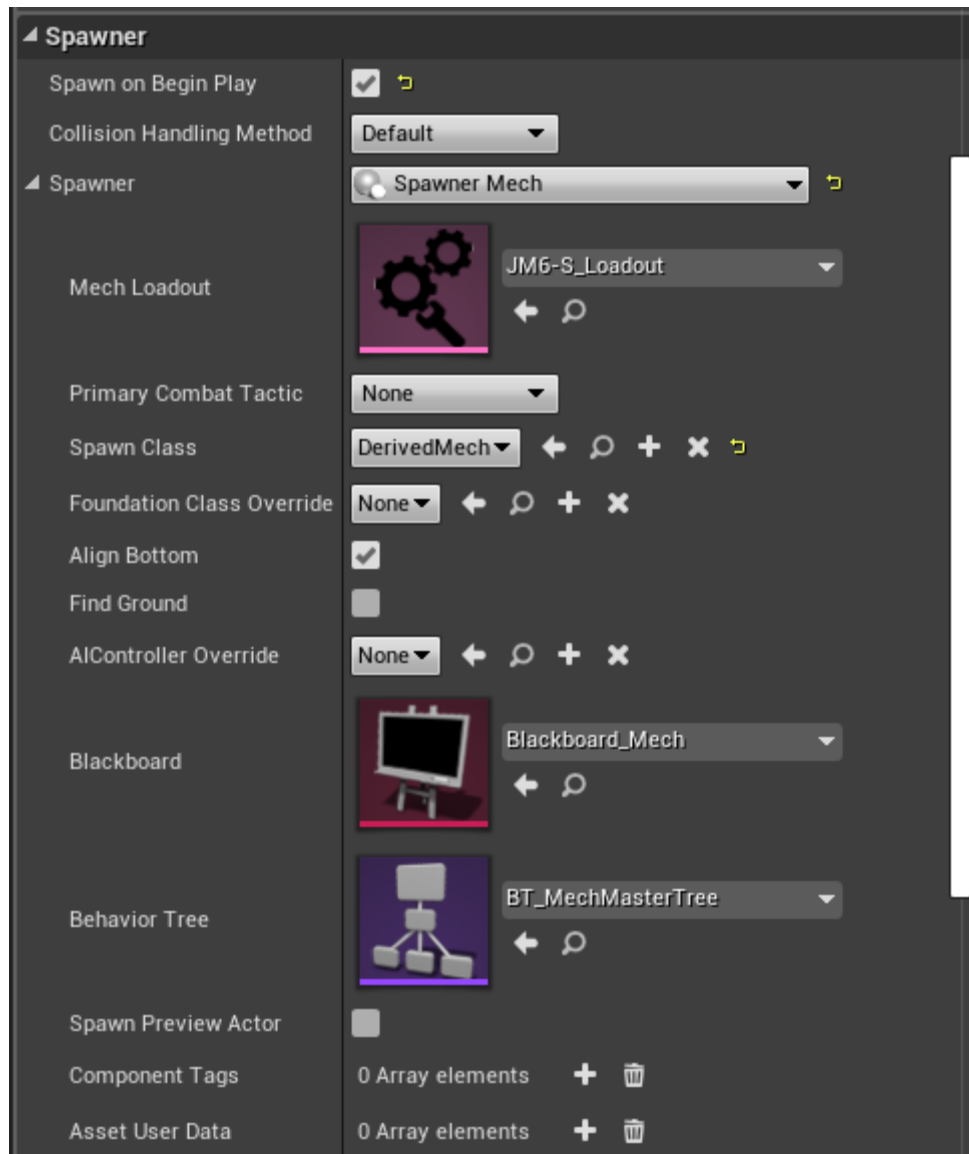 Spawner
Spawn on Begin Play
Collision Handling Method Default
Spawner Spawner Mech
Mech Loadout JM6-S_Loadout
Primary Combat Tactic None
Spawn Class DerivedMech
Foundation Class Override None
Align Bottom
Find Ground
AIController Override None
Blackboard Blackboard_Mech
Behavior Tree BT_MechMasterTree
Spawn Preview Actor
Component Tags 0 Array elements
Asset User Data 0 Array elements